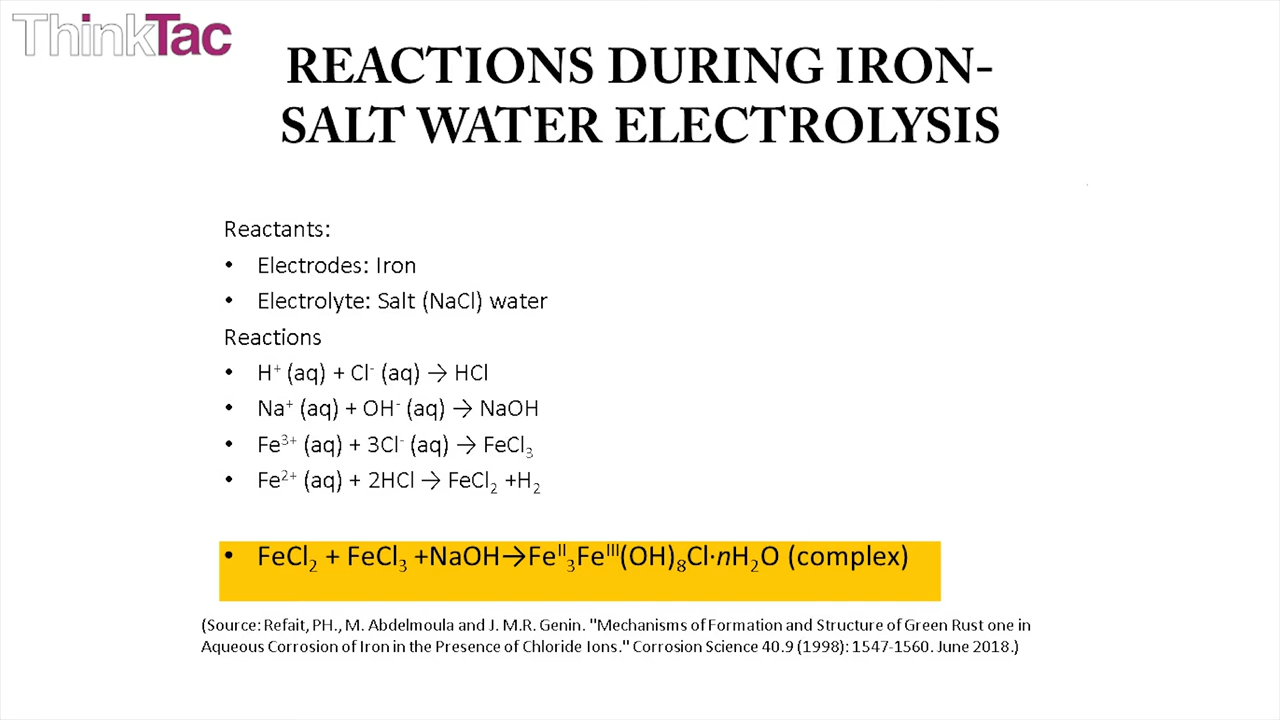 ThinkTac
REACTIONS DURING IRON-
SALT WATER ELECTROLYSIS
Reactants:
• Electrodes: Iron
• Electrolyte: Salt (NaCl) water
Reactions
• H⁺ (aq) + Cl⁻ (aq) → HCl
• Na⁺ (aq) + OH⁻ (aq) → NaOH
• Fe³⁺ (aq) + 3Cl⁻ (aq) → FeCl₃
• Fe²⁺ (aq) + 2HCl → FeCl₂ +H₂
• FeCl₂ + FeCl₃ +NaOH→Feᴵᴵ₃Feᴵᴵᴵ(OH)₈Cl·nH₂O (complex)
(Source: Refait, PH., M. Abdelmoula and J. M.R. Genin. "Mechanisms of Formation and Structure of Green Rust one in
Aqueous Corrosion of Iron in the Presence of Chloride Ions." Corrosion Science 40.9 (1998): 1547-1560. June 2018.)